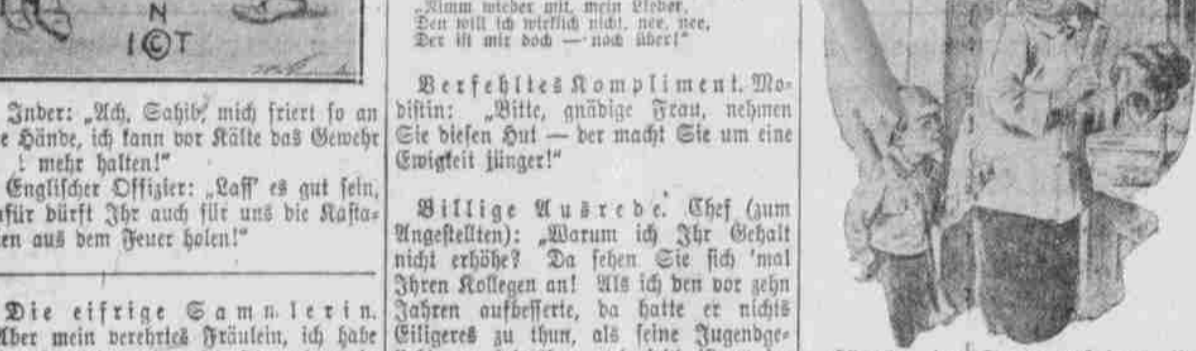 N
I © T
Inder: „Ach, Sahib, mich friert so an
e Hände, ich kann vor Kälte das Gewehr
t mehr halten!"
Englischer Offizier: „Laff' es gut sein,
afür dürft Ihr auch für uns die Kasta-
en aus dem Feuer holen!"
Die eifrige Samnlerin.
Aber mein verehrtes Fräulein, ich habe
„Nimm wieder mit, mein Lieber,
Den will ich wirklich nicht, nee, nee,
Der ist mir doch — noch über!"
Verfehltes Kompliment. Mo-
distin: „Bitte, gnädige Frau, nehmen
Sie diesen Hut — der macht Sie um eine
Ewigkeit jünger!"
Billige Ausrede. Chef (zum
Angestellten): „Warum ich Ihr Gehalt
nicht erhöhe? Da sehen Sie sich 'mal
Ihren Kollegen an! Als ich den vor zehn
Jahren aufbesserte, da hatte er nichts
Eiligeres zu thun, als seine Jugendge-